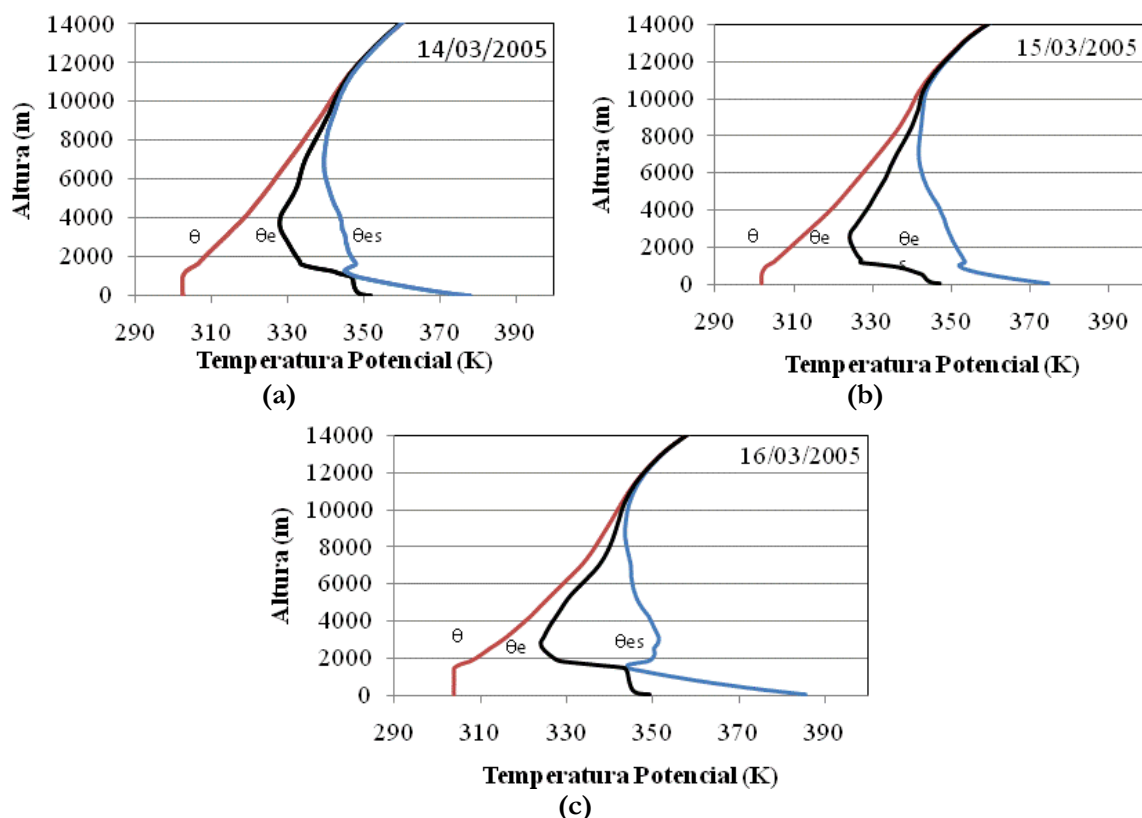 14000
12000
10000
8000
6000
4000
2000
0
Altura (m)
14/03/2005
θ
θe
θes
290 310 330 350 370 390
Temperatura Potencial (K)
(a)
14000
12000
10000
8000
6000
4000
2000
0
Altura (m)
15/03/2005
θ
θe
θe
s
290 310 330 350 370 390
Temperatura Potencial (K)
(b)
14000
12000
10000
8000
6000
4000
2000
0
Altura (m)
16/03/2005
θ
θe
θes
290 310 330 350 370 390
Temperatura Potencial (K)
(c)